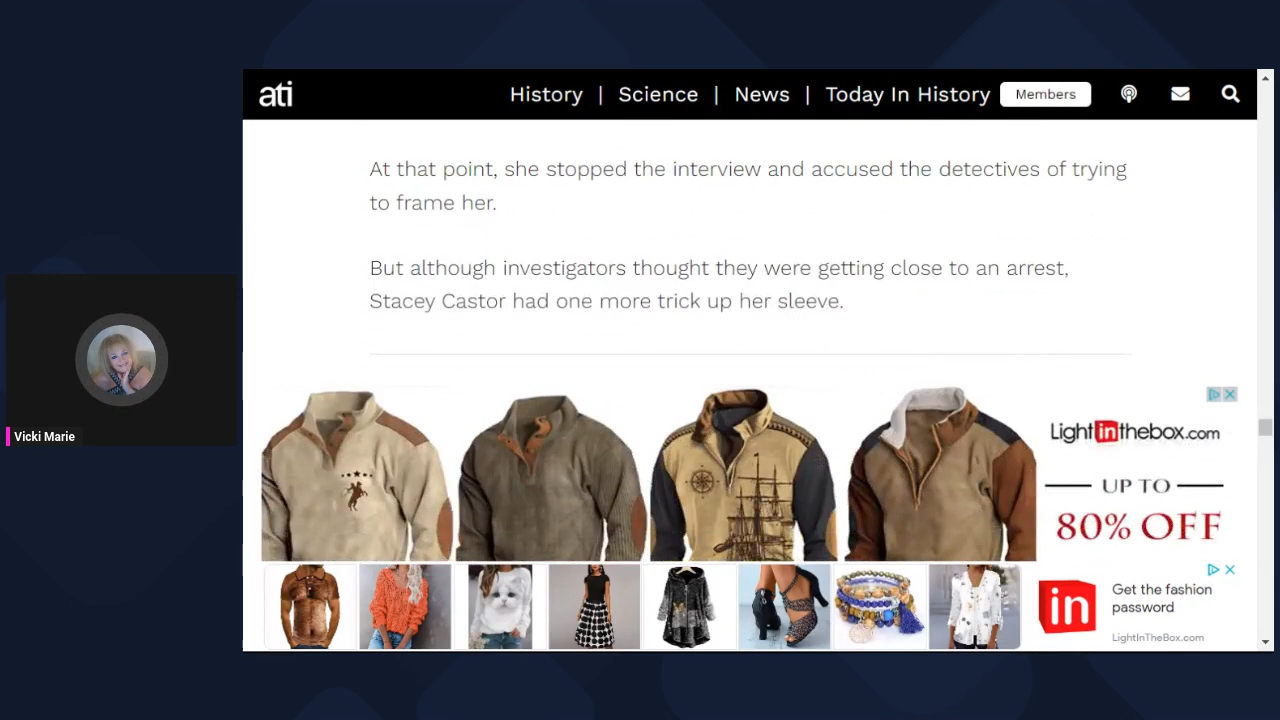 ati
History | Science | News | Today In History Members
At that point, she stopped the interview and accused the detectives of trying
to frame her.
But although investigators thought they were getting close to an arrest,
Stacey Castor had one more trick up her sleeve.
Vicki Marie
Lightinthebox.com
UP TO
80% OFF
in
Get the fashion
password
LightInTheBox.com